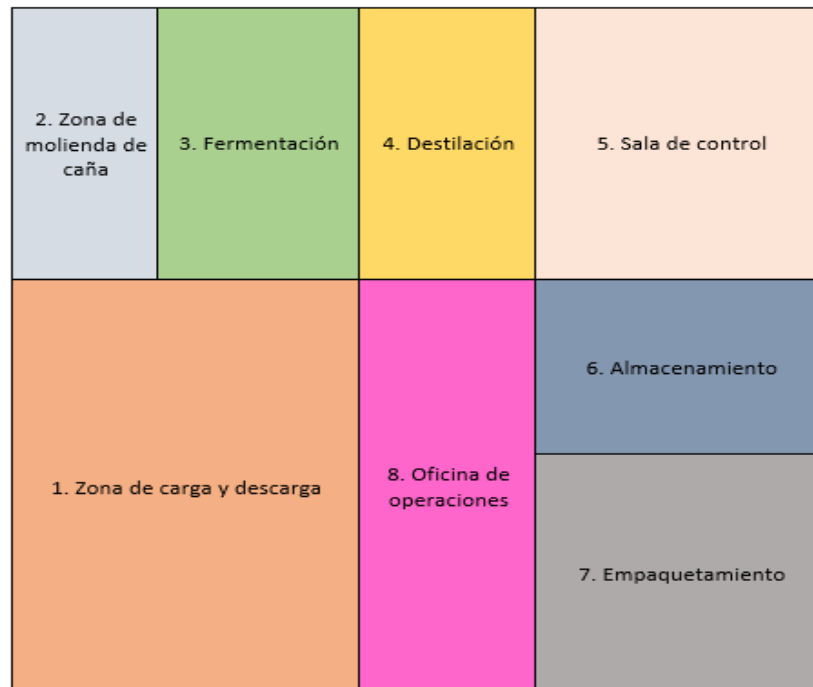 2. Zona de
molienda de
caña
3. Fermentación
4. Destilación
5. Sala de control
6. Almacenamiento
1. Zona de carga y descarga
8. Oficina de
operaciones
7. Empaquetamiento